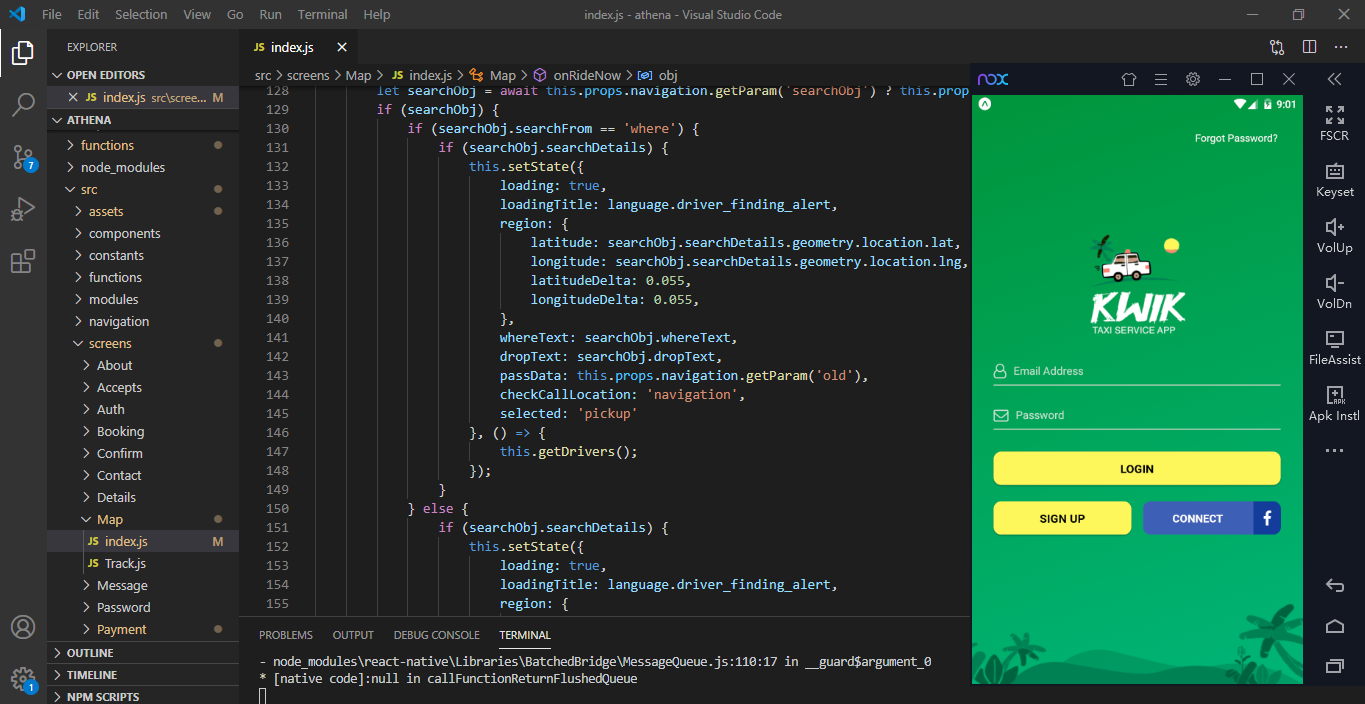 File Edit Selection View Go Run Terminal Help
index.js - athena - Visual Studio Code
EXPLORER
OPEN EDITORS
JS index.js src\scree... M
ATHENA
functions
node_modules
src
assets
components
constants
functions
modules
navigation
screens
About
Accepts
Auth
Booking
Confirm
Contact
Details
Map
JS index.js M
JS Track.js
Message
Password
Payment
OUTLINE
TIMELINE
NPM SCRIPTS
7
1
JS index.js
src > screens > Map > JS index.js > Map > onRideNow > obj
128 let searchObj = await this.props.navigation.getParam('searchObj') ? this.prop
129 if (searchObj) {
130 if (searchObj.searchFrom == 'where') {
131 if (searchObj.searchDetails) {
132 this.setState({
133 loading: true,
134 loadingTitle: language.driver_finding_alert,
135 region: {
136 latitude: searchObj.searchDetails.geometry.location.lat,
137 longitude: searchObj.searchDetails.geometry.location.lng,
138 latitudeDelta: 0.055,
139 longitudeDelta: 0.055,
140 },
141 whereText: searchObj.whereText,
142 dropText: searchObj.dropText,
143 passData: this.props.navigation.getParam('old'),
144 checkCallLocation: 'navigation',
145 selected: 'pickup'
146 }, () => {
147 this.getDrivers();
148 });
149 }
150 } else {
151 if (searchObj.searchDetails) {
152 this.setState({
153 loading: true,
154 loadingTitle: language.driver_finding_alert,
155 region: {
PROBLEMS OUTPUT DEBUG CONSOLE TERMINAL
- node_modules\react-native\Libraries\BatchedBridge\MessageQueue.js:110:17 in __guard$argument_0
* [native code]:null in callFunctionReturnFlushedQueue
nox
9:01
Forgot Password?
KWIK
TAXI SERVICE APP
Email Address
Password
LOGIN
SIGN UP
CONNECT f
FSCR
Keyset
VolUp
VolDn
FileAssist
APK
Apk Instl